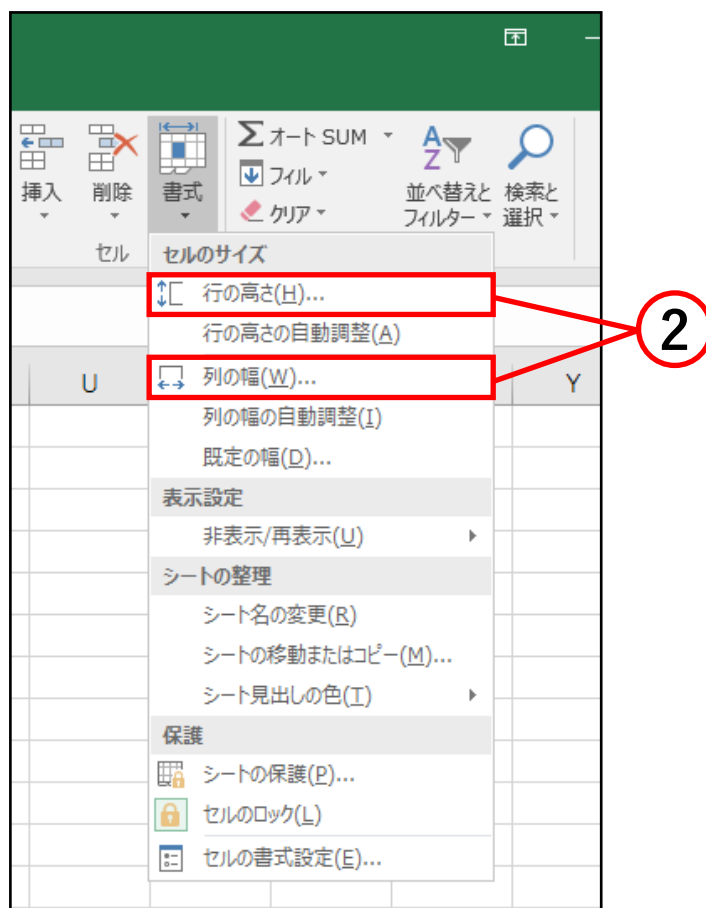 挿入
削除
書式
オート SUM
フィル
クリア
並べ替えと
フィルター
検索と
選択
セル
セルのサイズ
行の高さ(H)...
行の高さの自動調整(A)
列の幅(W)...
列の幅の自動調整(I)
既定の幅(D)...
表示設定
非表示/再表示(U)
シートの整理
シート名の変更(R)
シートの移動またはコピー(M)...
シート見出しの色(T)
保護
シートの保護(P)...
セルのロック(L)
セルの書式設定(E)...
U
Y
2